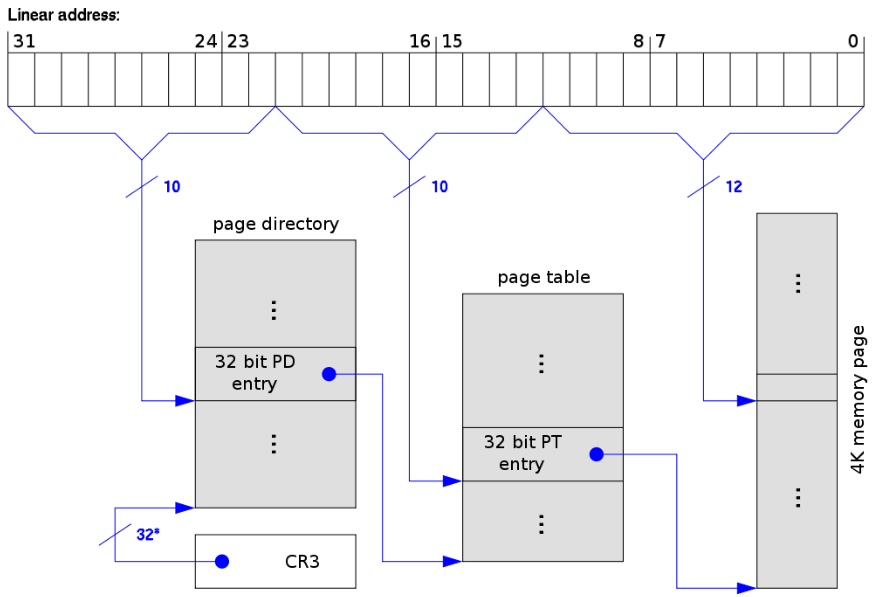 Linear address:
31 24 23 16 15 8 7 0
10 10 12
page directory
page table
⋮ ⋮ ⋮
32 bit PD
entry
⋮
4K memory page
32 bit PT
entry
⋮
⋮
⋮
32*
CR3